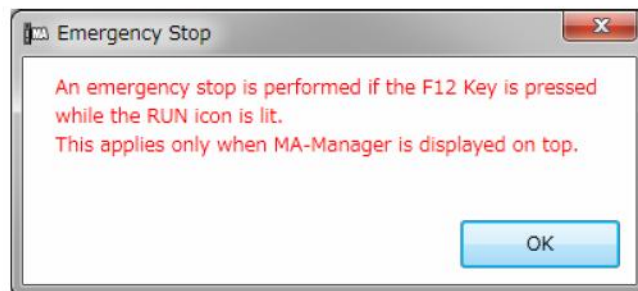 MA Emergency Stop
An emergency stop is performed if the F12 Key is pressed
while the RUN icon is lit.
This applies only when MA-Manager is displayed on top.
OK